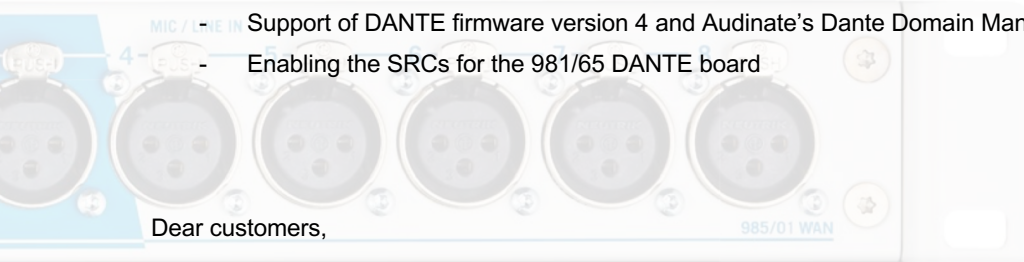 MIC / LINE IN
- Support of DANTE firmware version 4 and Audinate's Dante Domain Man
4 5 6 7 8
- Enabling the SRCs for the 981/65 DANTE board
Dear customers,
985/01 WAN